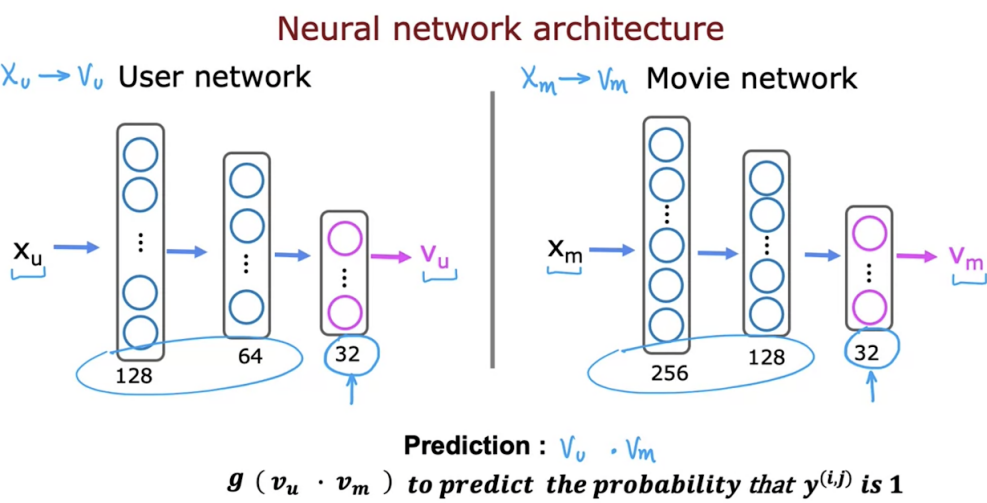 Neural network architecture
Xᵤ → Vᵤ User network
Xₘ → Vₘ Movie network
xᵤ
vᵤ
128
64
32
xₘ
vₘ
256
128
32
Prediction : Vᵤ · Vₘ
g ( vᵤ · vₘ ) to predict the probability that y⁽ⁱ,ʲ⁾ is 1